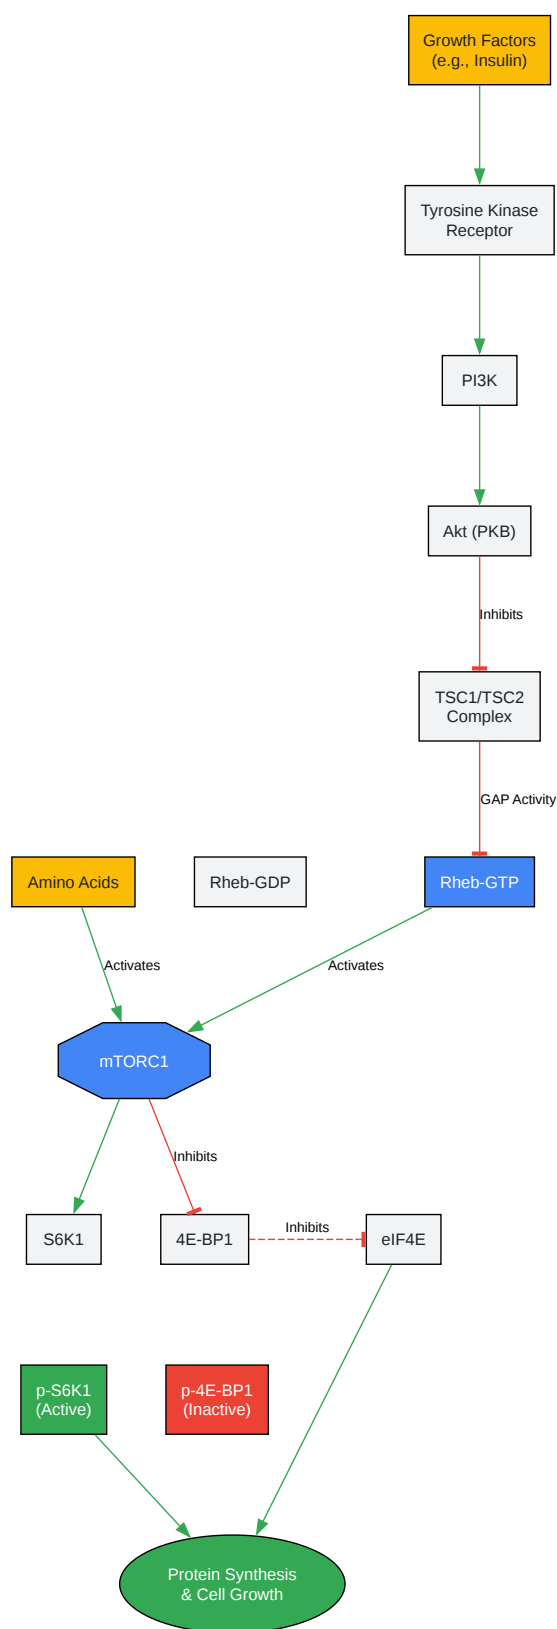 Growth Factors
(e.g., Insulin)
Tyrosine Kinase
Receptor
PI3K
Akt (PKB)
Inhibits
TSC1/TSC2
Complex
GAP Activity
Amino Acids
Rheb-GDP
Rheb-GTP
Activates
Activates
mTORC1
Inhibits
S6K1
4E-BP1
Inhibits
eIF4E
p-S6K1
(Active)
p-4E-BP1
(Inactive)
Protein Synthesis
& Cell Growth